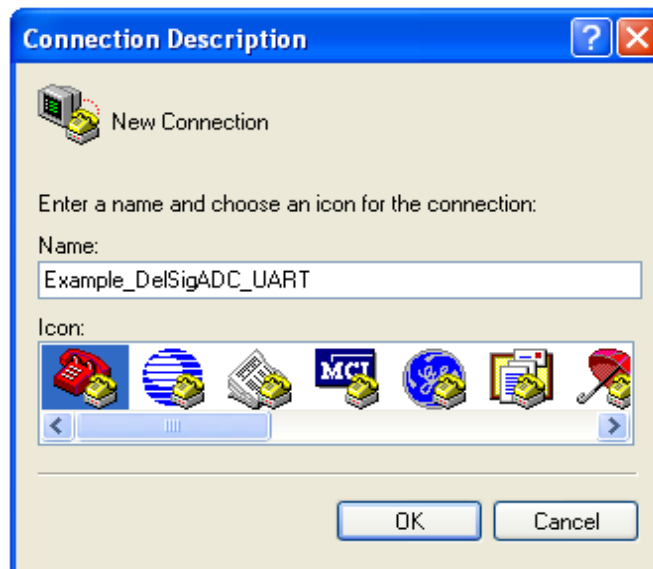 Connection Description
New Connection
Enter a name and choose an icon for the connection:
Name:
Example_DelSigADC_UART
Icon:
MCI
OK Cancel